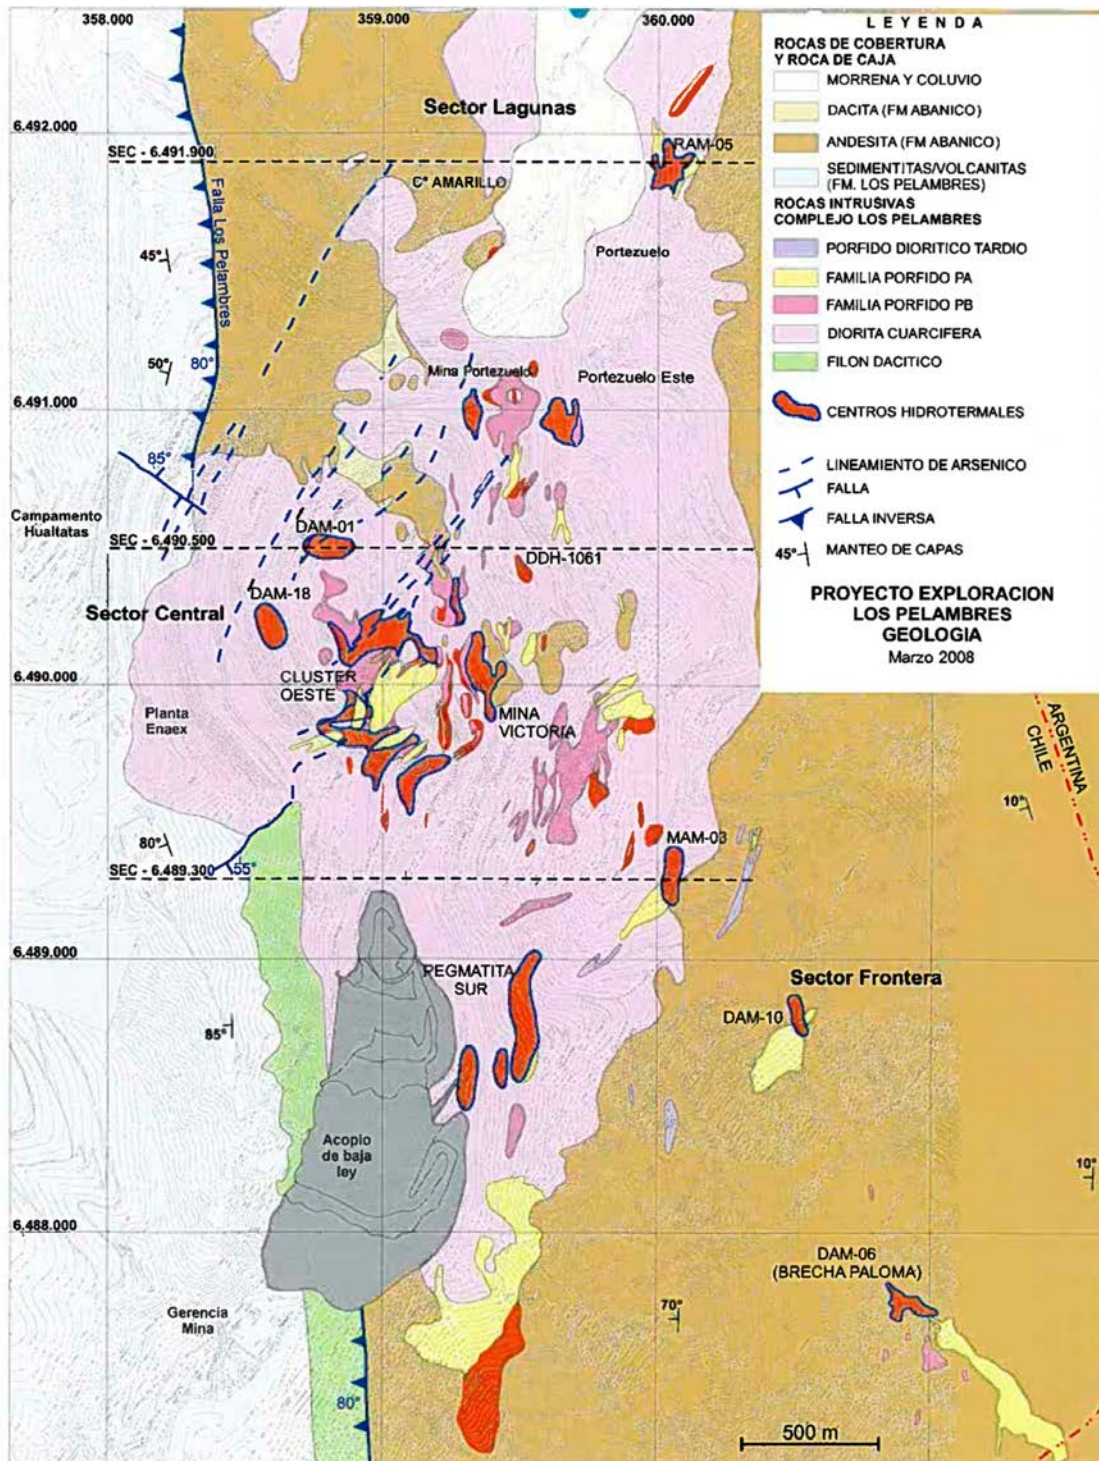 358.000
359.000
360.000
LEYENDA
ROCAS DE COBERTURA
Y ROCA DE CAJA
MORRENA Y COLUVIO
DACITA (FM ABANICO)
ANDESITA (FM ABANICO)
SEDIMENTITAS/VOLCANITAS
(FM. LOS PELAMBRES)
ROCAS INTRUSIVAS
COMPLEJO LOS PELAMBRES
PORFIDO DIORITICO TARDIO
FAMILIA PORFIDO PA
FAMILIA PORFIDO PB
DIORITA CUARCIFERA
FILON DACITICO
CENTROS HIDROTERMALES
LINEAMIENTO DE ARSENICO
FALLA
FALLA INVERSA
45° MANTEO DE CAPAS
PROYECTO EXPLORACION
LOS PELAMBRES
GEOLOGIA
Marzo 2008
Sector Lagunas
6.492.000
SEC - 6.491.900
RAM-05
C° AMARILLO
Falla Los Pelambres
45°
Portezuelo
50°
80°
Mina Portezuelo
Portezuelo Este
6.491.000
85°
Campamento
Hualtatas
DAM-01
SEC - 6.490.500
DDH-1061
DAM-18
Sector Central
CLUSTER
OESTE
6.490.000
Planta
Enaex
MINA
VICTORIA
ARGENTINA
CHILE
10°
80°
MAM-03
SEC - 6.489.300
55°
6.489.000
PEGMATITA
SUR
Sector Frontera
DAM-10
85°
Acopio
de baja
ley
10°
6.488.000
DAM-06
(BRECHA PALOMA)
Gerencia
Mina
70°
80°
500 m